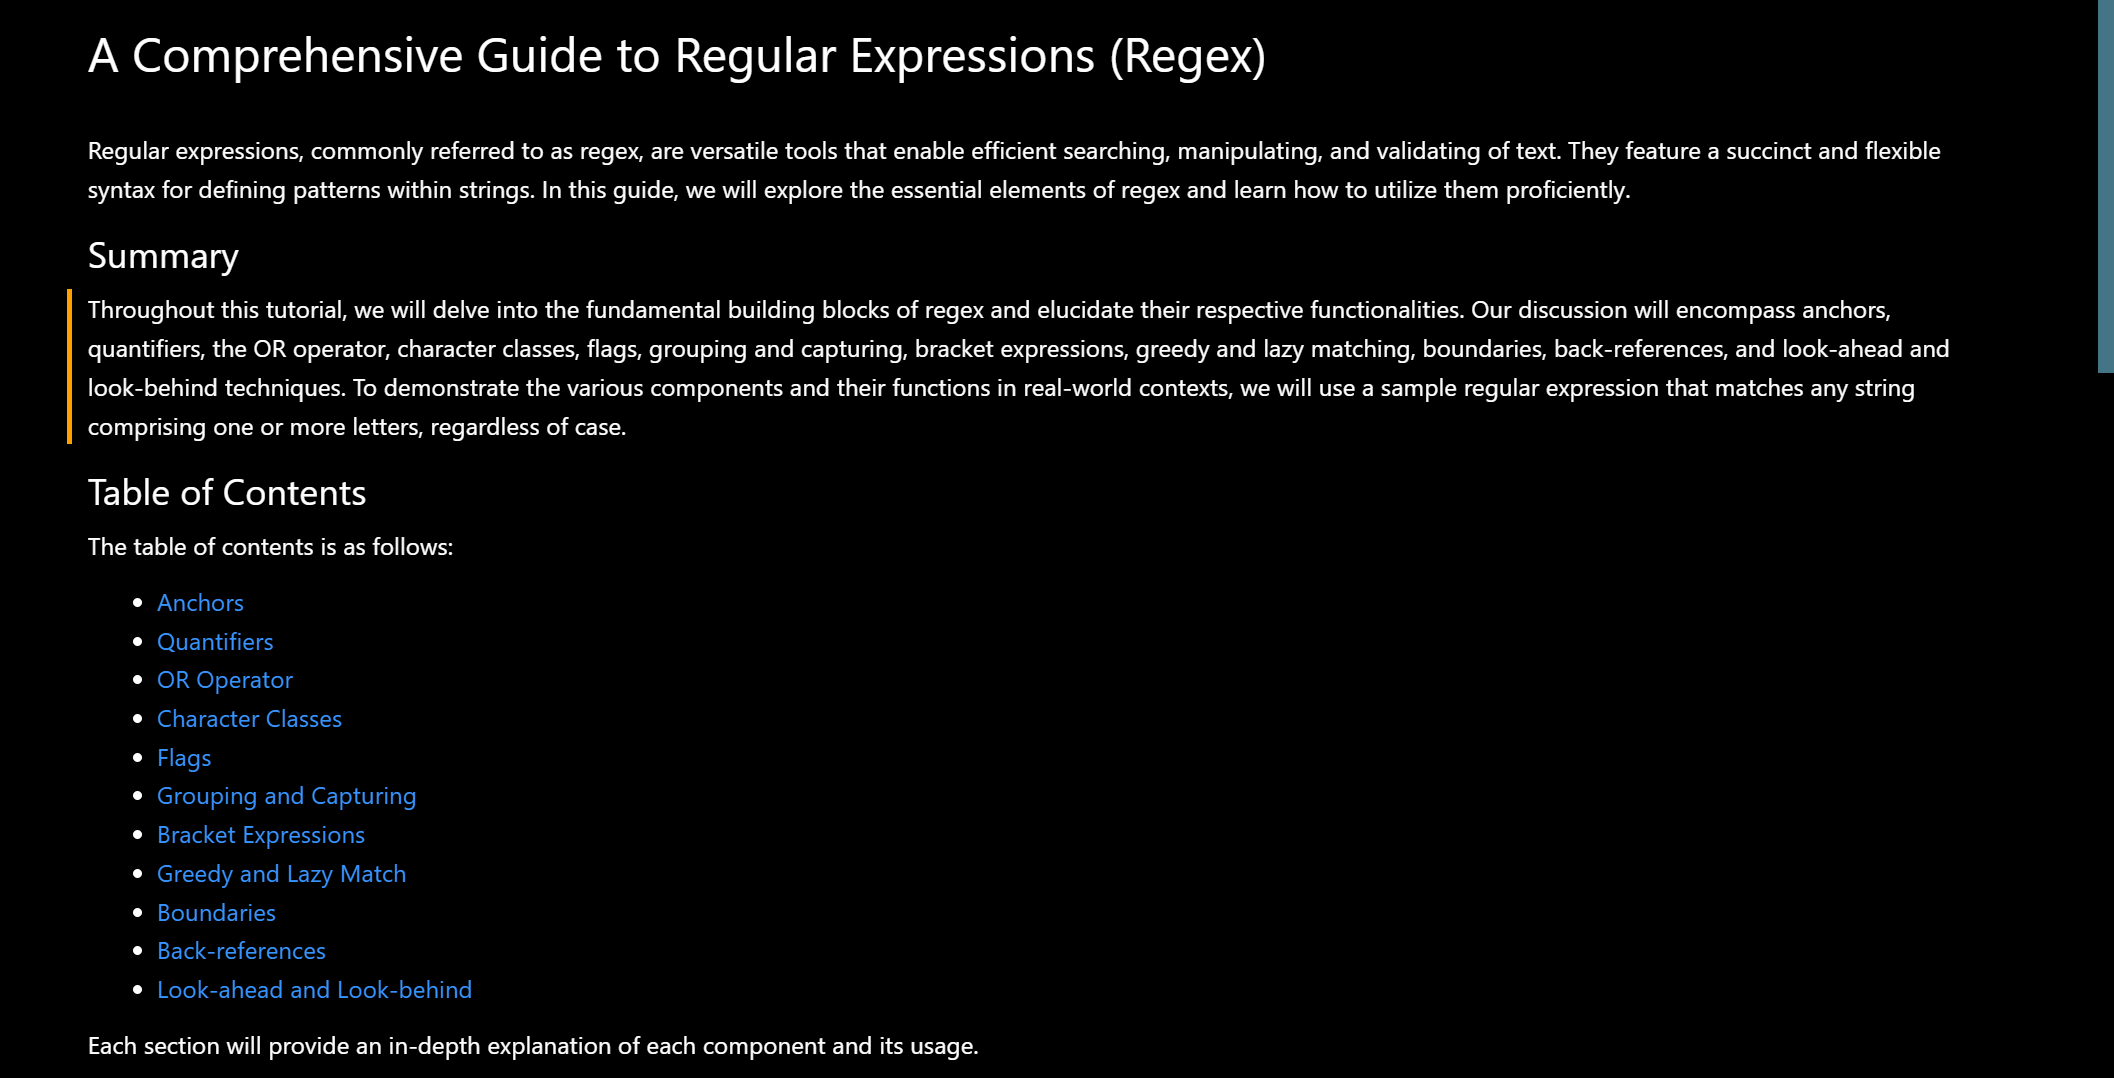 A Comprehensive Guide to Regular Expressions (Regex)
Regular expressions, commonly referred to as regex, are versatile tools that enable efficient searching, manipulating, and validating of text. They feature a succinct and flexible
syntax for defining patterns within strings. In this guide, we will explore the essential elements of regex and learn how to utilize them proficiently.
Summary
Throughout this tutorial, we will delve into the fundamental building blocks of regex and elucidate their respective functionalities. Our discussion will encompass anchors,
quantifiers, the OR operator, character classes, flags, grouping and capturing, bracket expressions, greedy and lazy matching, boundaries, back-references, and look-ahead and
look-behind techniques. To demonstrate the various components and their functions in real-world contexts, we will use a sample regular expression that matches any string
comprising one or more letters, regardless of case.
Table of Contents
The table of contents is as follows:
• Anchors
• Quantifiers
• OR Operator
• Character Classes
• Flags
• Grouping and Capturing
• Bracket Expressions
• Greedy and Lazy Match
• Boundaries
• Back-references
• Look-ahead and Look-behind
Each section will provide an in-depth explanation of each component and its usage.